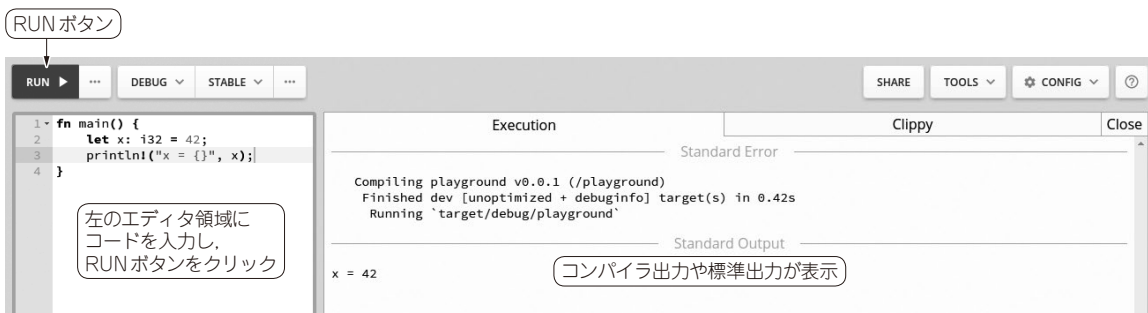 RUNボタン
RUN ▶ ... DEBUG STABLE ... SHARE TOOLS CONFIG ?
Execution Clippy Close
1 fn main() {
2 let x: i32 = 42;
3 println!("x = {}", x);
4 }
左のエディタ領域に
コードを入力し，
RUNボタンをクリック
Standard Error
Compiling playground v0.0.1 (/playground)
Finished dev [unoptimized + debuginfo] target(s) in 0.42s
Running `target/debug/playground`
Standard Output
x = 42
コンパイラ出力や標準出力が表示